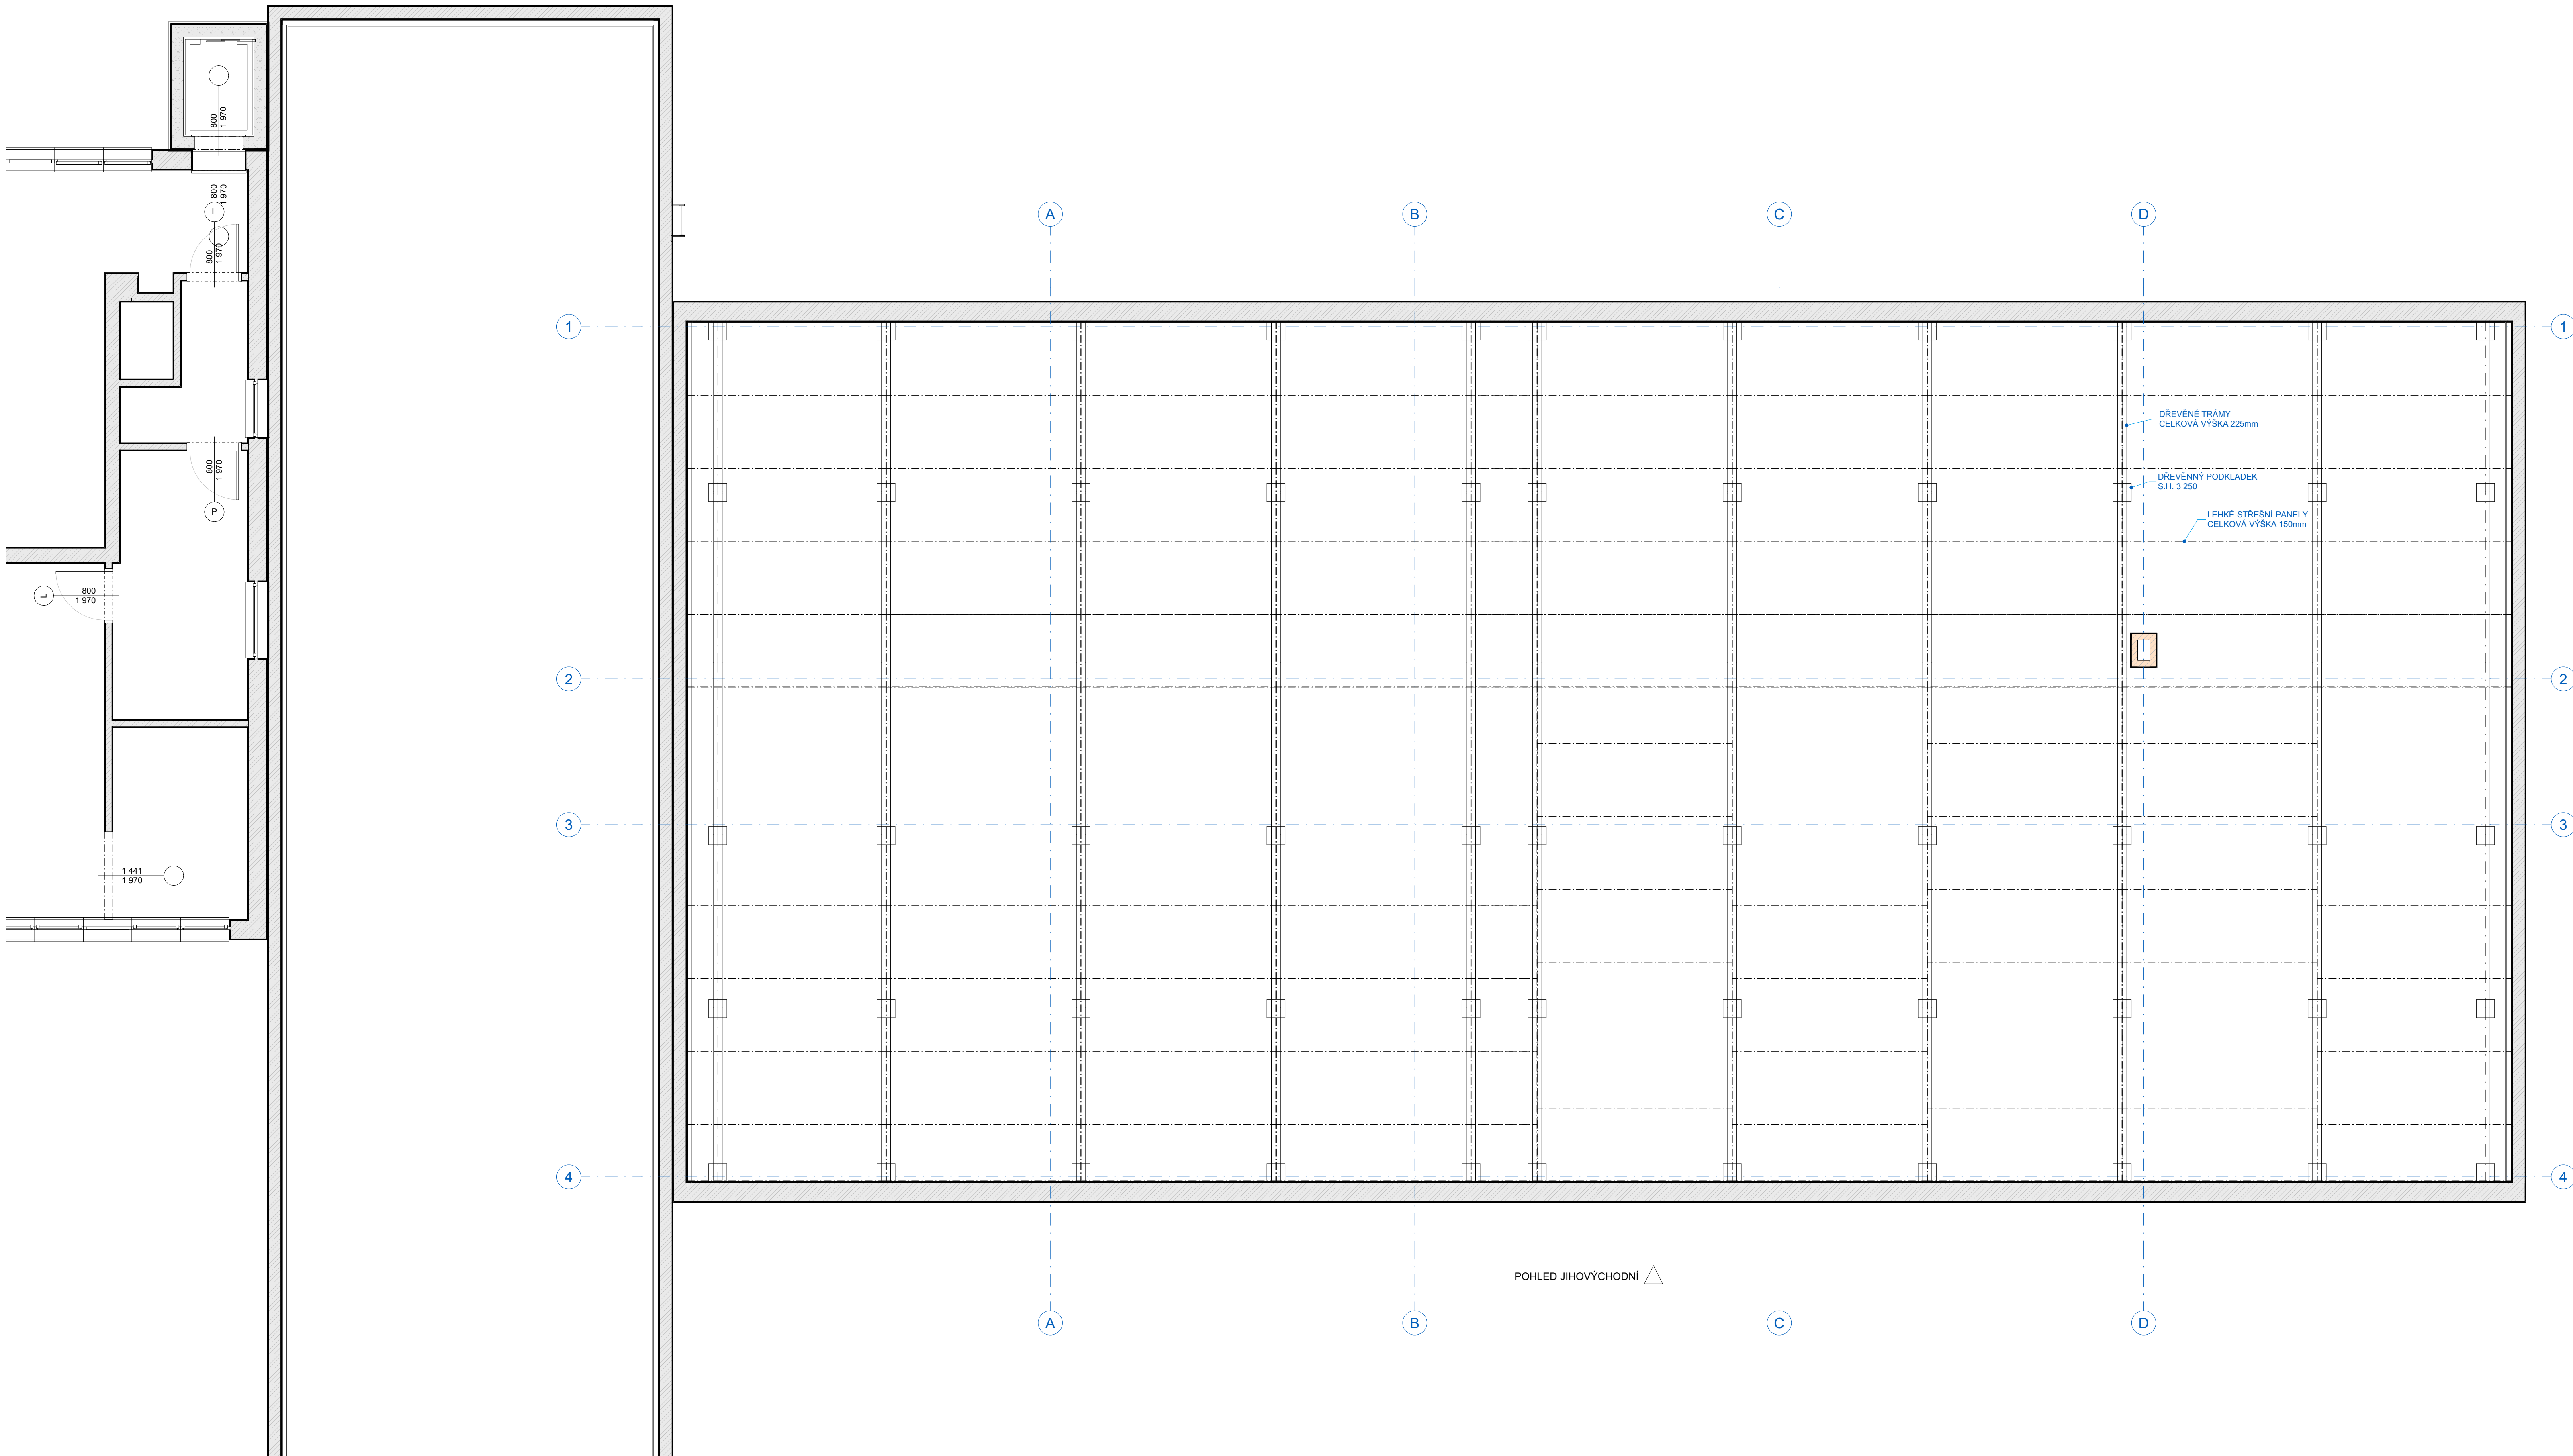 800
1 970
800
1 970
L
800
1 970
A
B
C
D
1
1
DŘEVĚNÉ TRÁMY
CELKOVÁ VÝŠKA 225mm
800
1 970
P
DŘEVĚNNÝ PODKLADEK
S.H. 3 250
LEHKÉ STŘEŠNÍ PANELY
CELKOVÁ VÝŠKA 150mm
L
800
1 970
2
2
3
3
1 441
1 970
4
4
POHLED JIHOVÝCHODNÍ
A
B
C
D